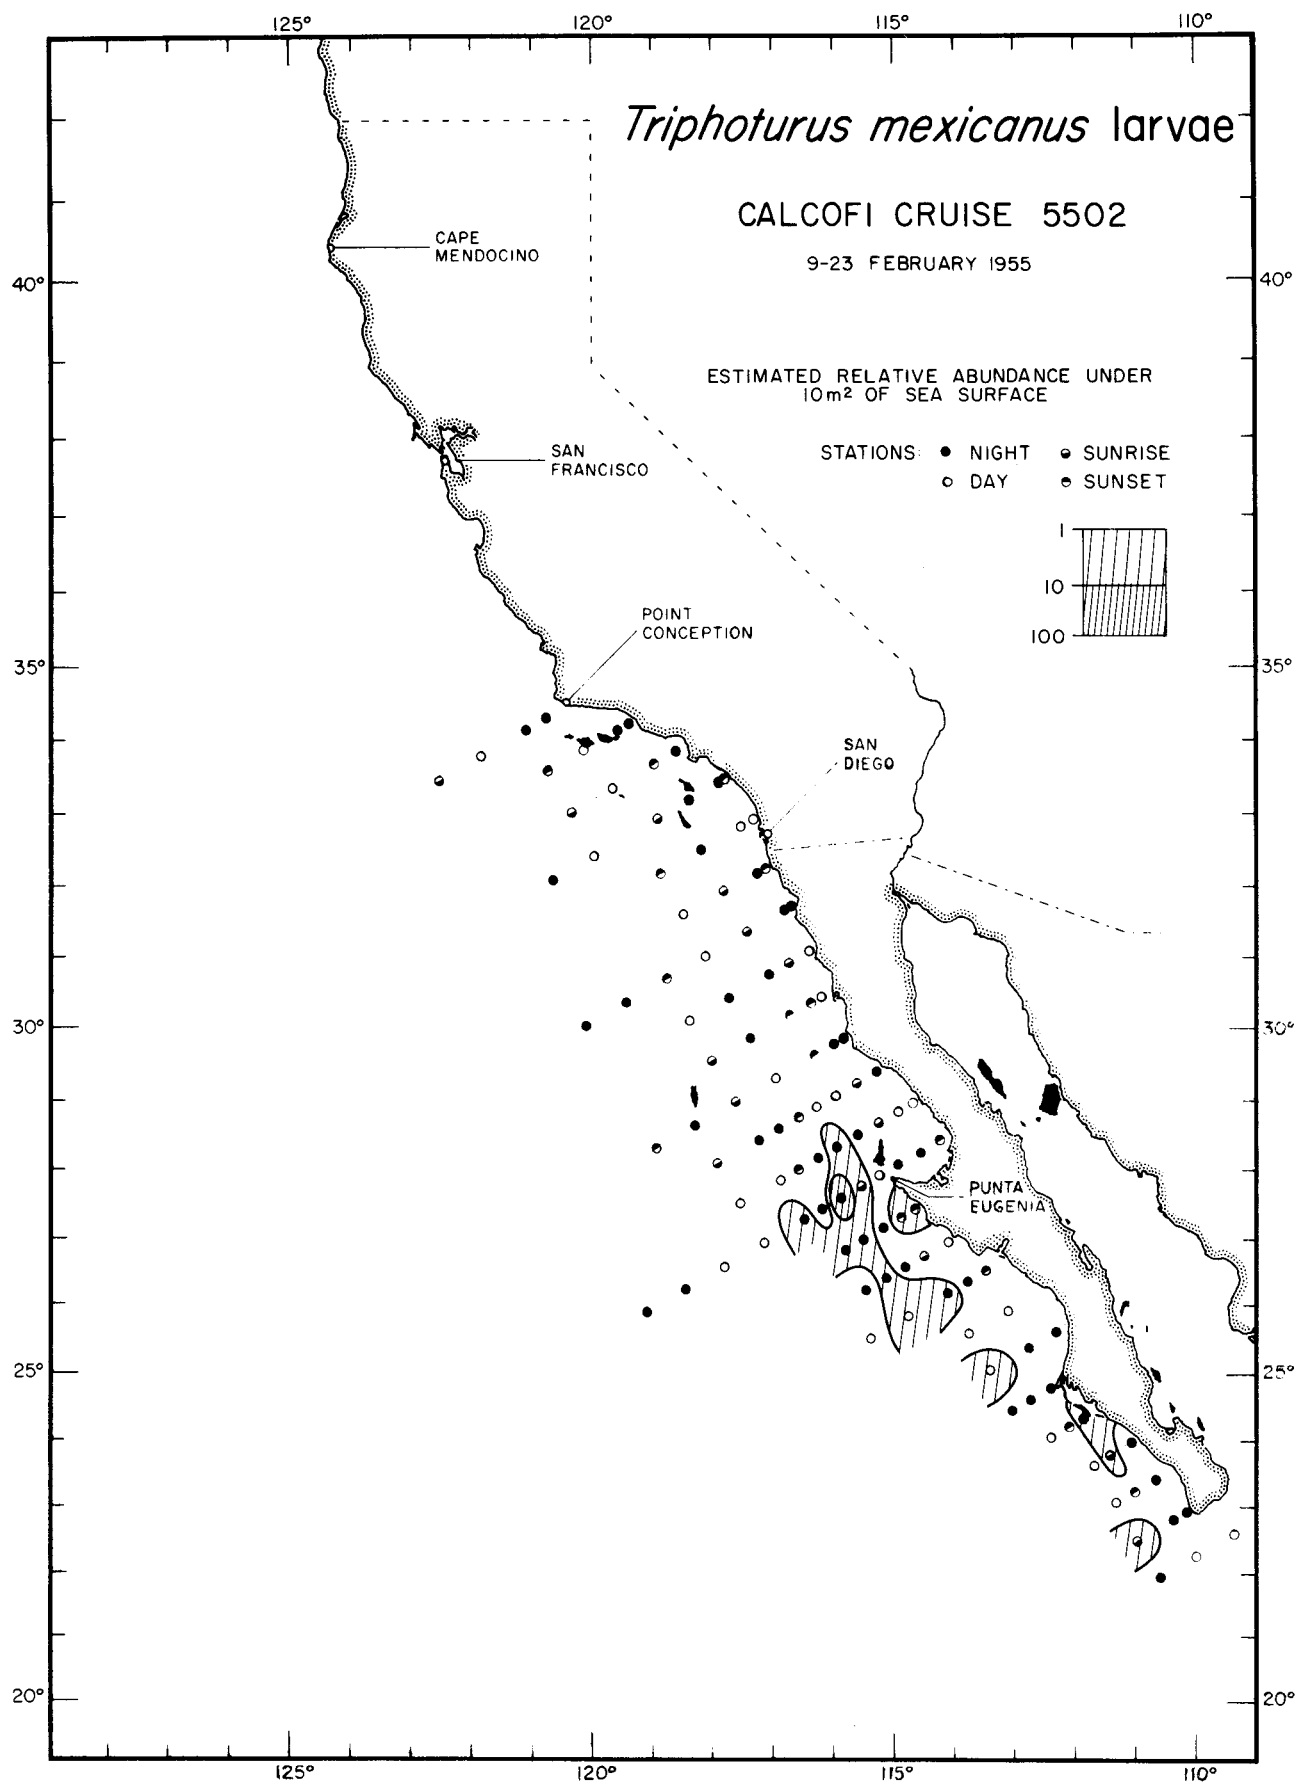 125° 120° 115° 110°
Triphoturus mexicanus larvae
CALCOFI CRUISE 5502
9-23 FEBRUARY 1955
CAPE
MENDOCINO
40° 40°
ESTIMATED RELATIVE ABUNDANCE UNDER
10m² OF SEA SURFACE
STATIONS: NIGHT SUNRISE
DAY SUNSET
SAN
FRANCISCO
1
10
100
POINT
CONCEPTION
35° 35°
SAN
DIEGO
30° 30°
PUNTA
EUGENIA
25° 25°
20° 20°
125° 120° 115° 110°